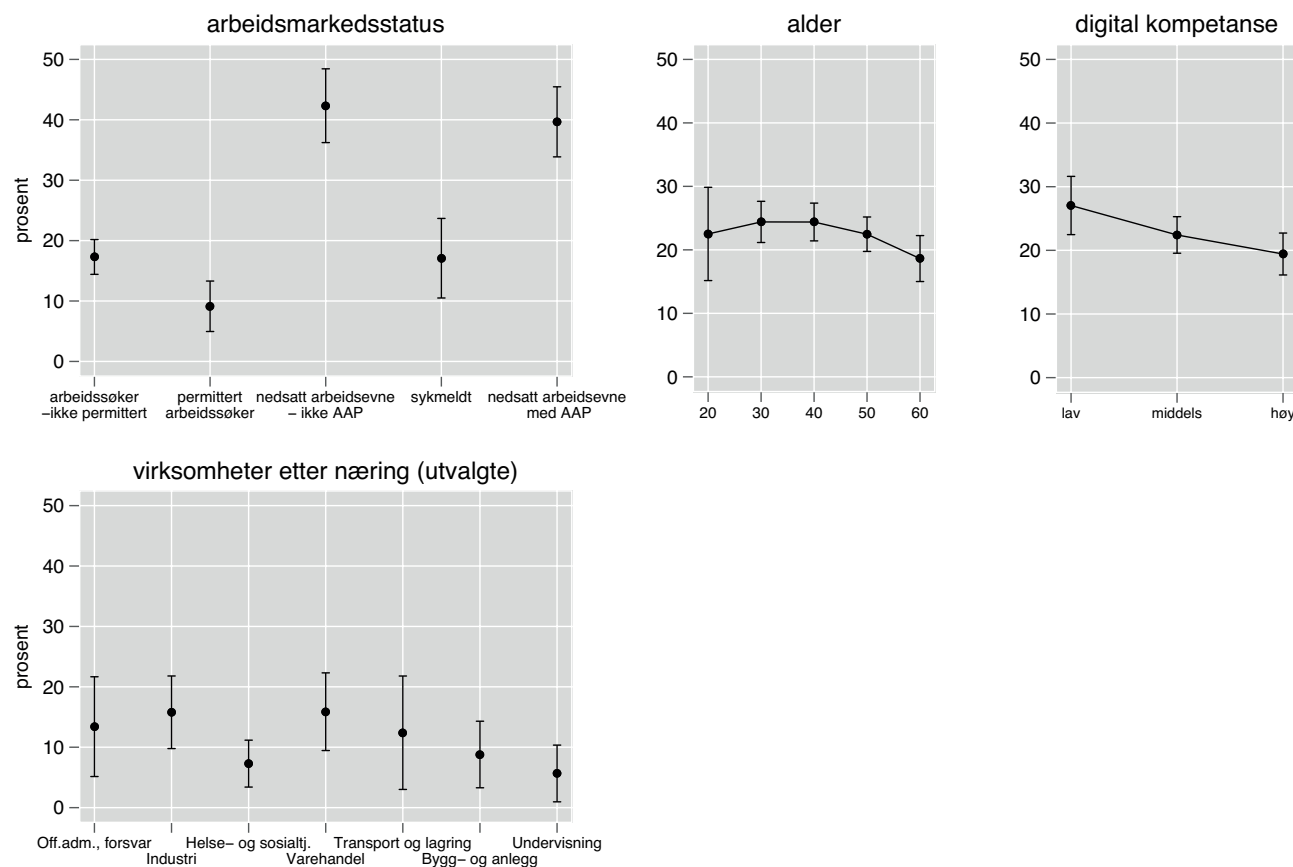 arbeidsmarkedsstatus
prosent
50
40
30
20
10
0
arbeidssøker
–ikke permittert
permittert
arbeidssøker
nedsatt arbeidsevne
– ikke AAP
sykmeldt
nedsatt arbeidsevne
med AAP
alder
50
40
30
20
10
0
20
30
40
50
60
digital kompetanse
50
40
30
20
10
0
lav
middels
høy
virksomheter etter næring (utvalgte)
prosent
50
40
30
20
10
0
Off.adm., forsvar
Industri
Helse– og sosialtj.
Varehandel
Transport og lagring
Bygg– og anlegg
Undervisning